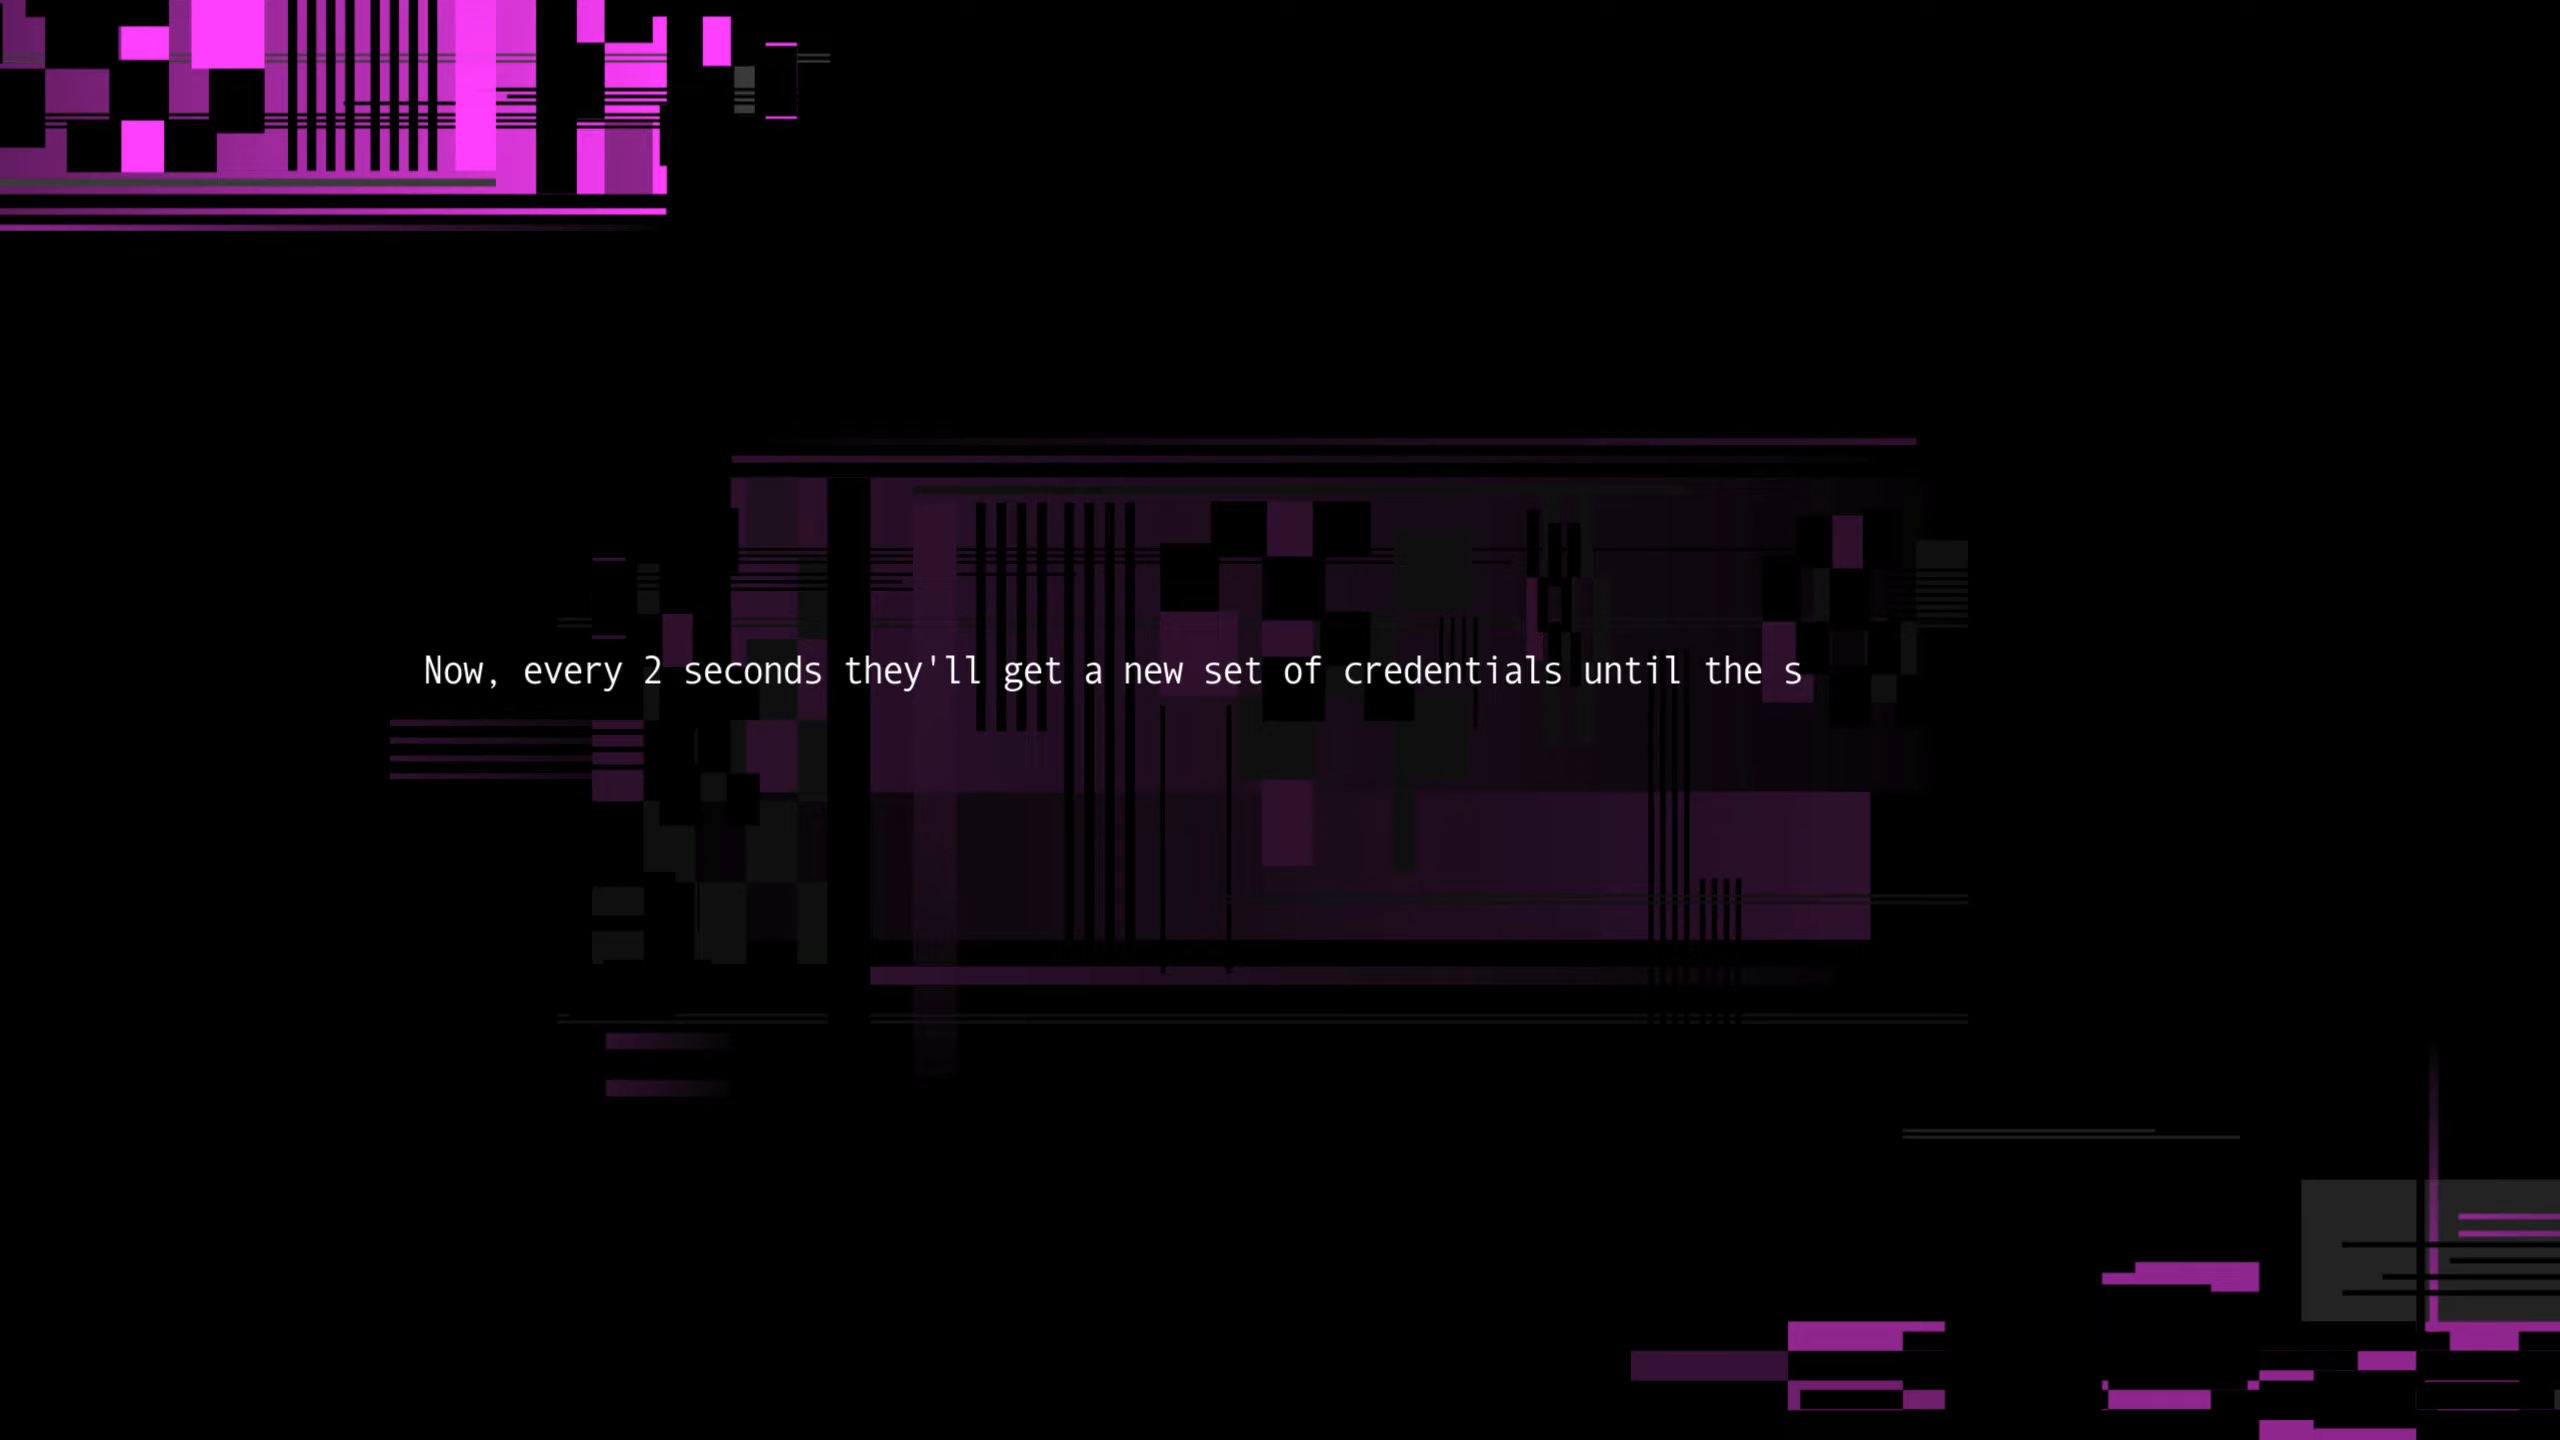 Now, every 2 seconds they'll get a new set of credentials until the s